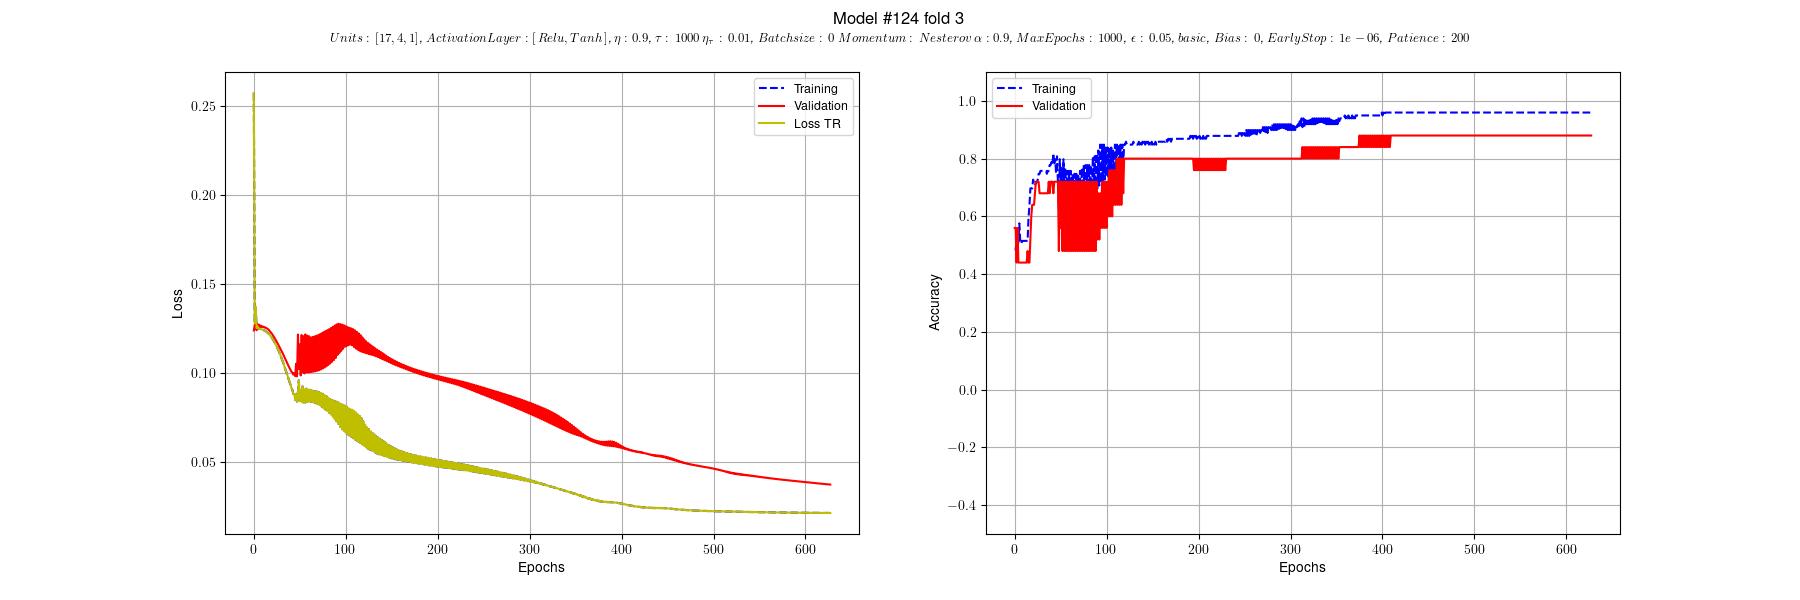 Model #124 fold 3
Units : [17, 4, 1], ActivationLayer : [ Relu, Tanh], η : 0.9, τ : 1000 ητ : 0.01, Batchsize : 0 Momentum : Nesterov α : 0.9, MaxEpochs : 1000, ϵ : 0.05, basic, Bias : 0, EarlyStop : 1e − 06, Patience : 200
Training
Validation
Loss TR
0.25
0.20
0.15
0.10
0.05
Loss
0 100 200 300 400 500 600
Epochs
Training
Validation
1.0
0.8
0.6
0.4
0.2
0.0
−0.2
−0.4
Accuracy
0 100 200 300 400 500 600
Epochs